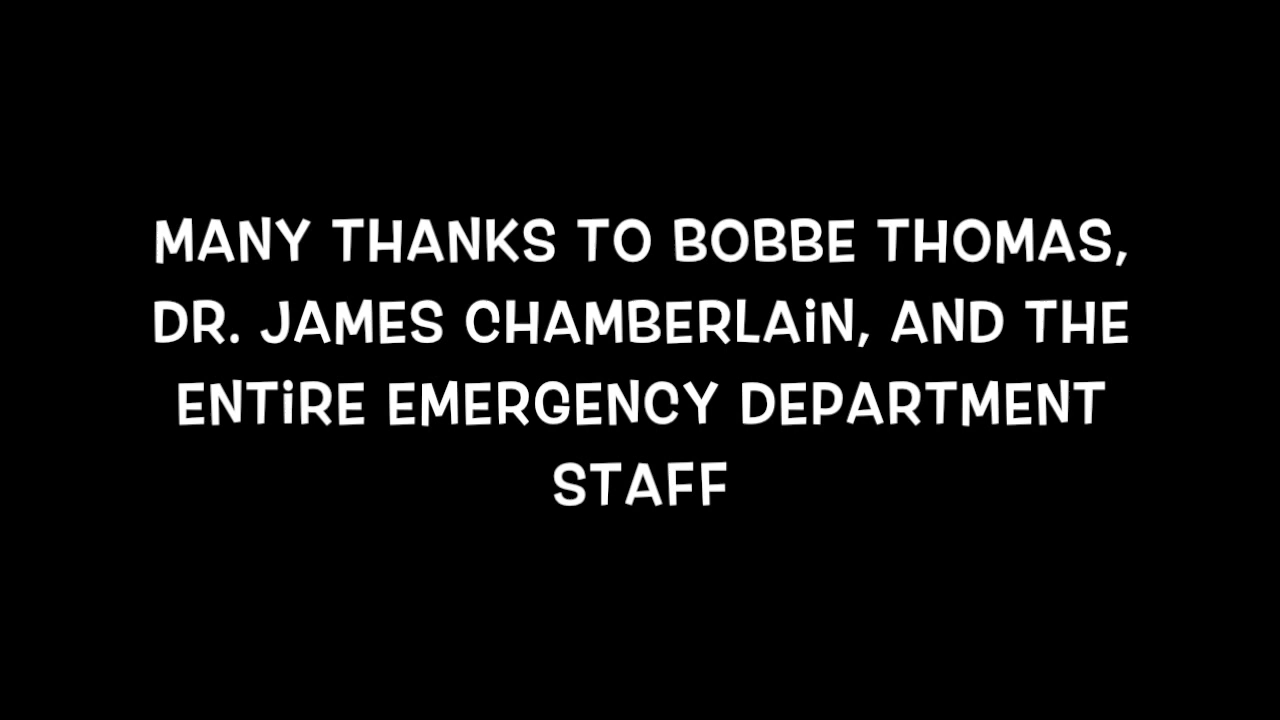 MANY THANKS TO BOBBE THOMAS,
DR. JAMES CHAMBERLAiN, AND THE
ENTiRE EMERGENCY DEPARTMENT
STAFF